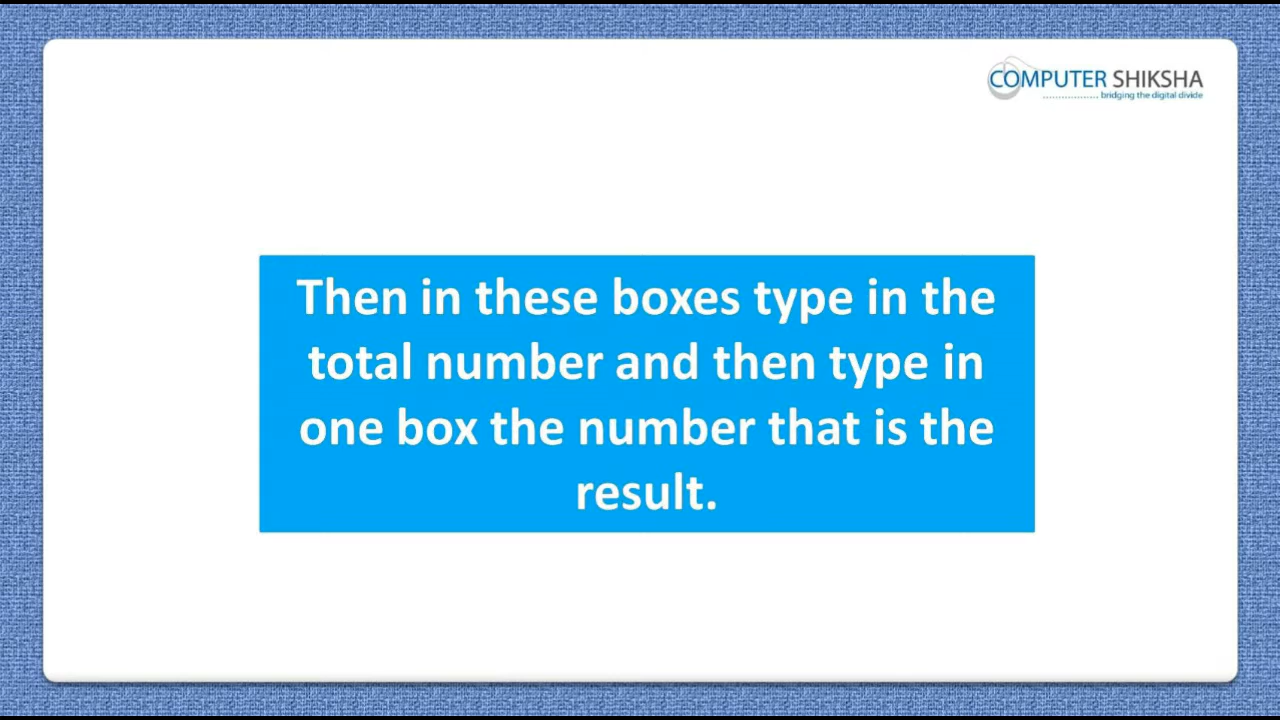 COMPUTER SHIKSHA
bridging the digital divide
Then in these boxes type in the
total number and then type in
one box the number that is the
result.